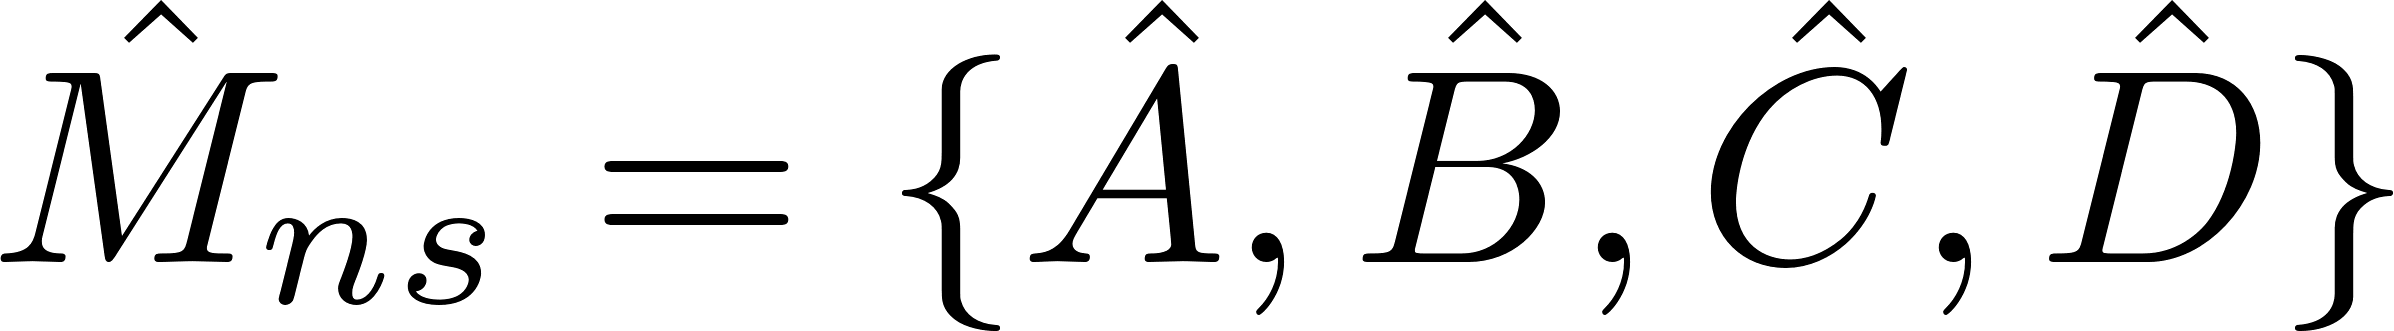 $\hat{M}_{ns} = \{\hat{A}, \hat{B}, \hat{C}, \hat{D}\}$